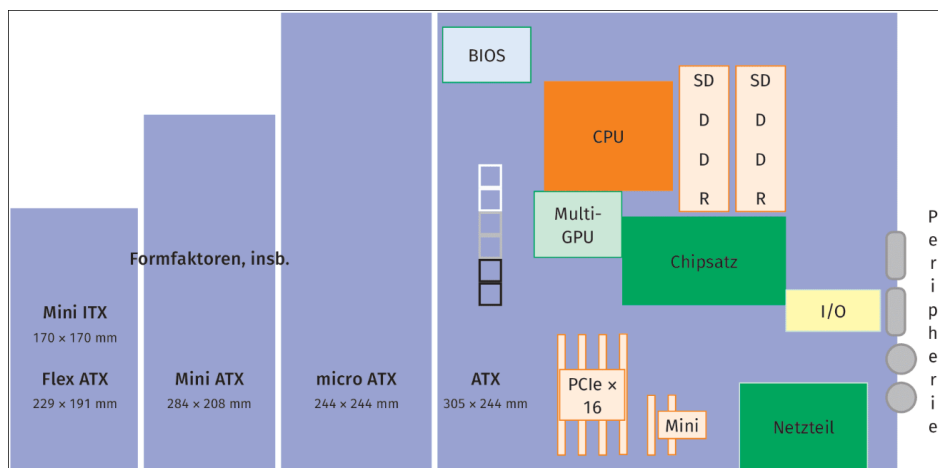 BIOS
CPU
SD
D
D
R
SD
D
D
R
Multi-
GPU
Chipsatz
I/O
Peripherie
Formfaktoren, insb.
Mini ITX
170 × 170 mm
Flex ATX
229 × 191 mm
Mini ATX
284 × 208 mm
micro ATX
244 × 244 mm
ATX
305 × 244 mm
PCIe ×
16
Mini
Netzteil